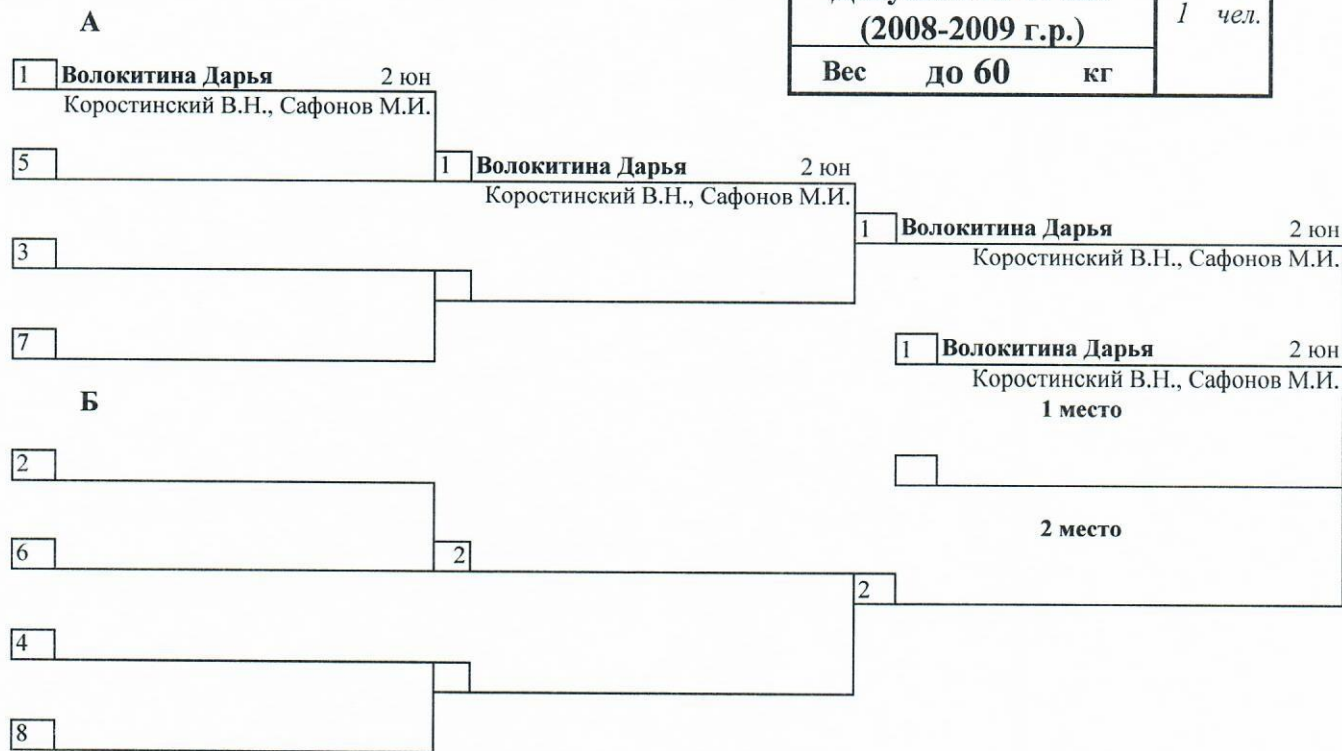 (2008-2009 г.р.)
1 чел.
Вес до 60 кг
А
1 Волокитина Дарья 2 юн
Коростинский В.Н., Сафонов М.И.
5
1 Волокитина Дарья 2 юн
Коростинский В.Н., Сафонов М.И.
1 Волокитина Дарья 2 юн
Коростинский В.Н., Сафонов М.И.
3
7
1 Волокитина Дарья 2 юн
Коростинский В.Н., Сафонов М.И.
1 место
Б
2
2 место
6
2
2
4
8